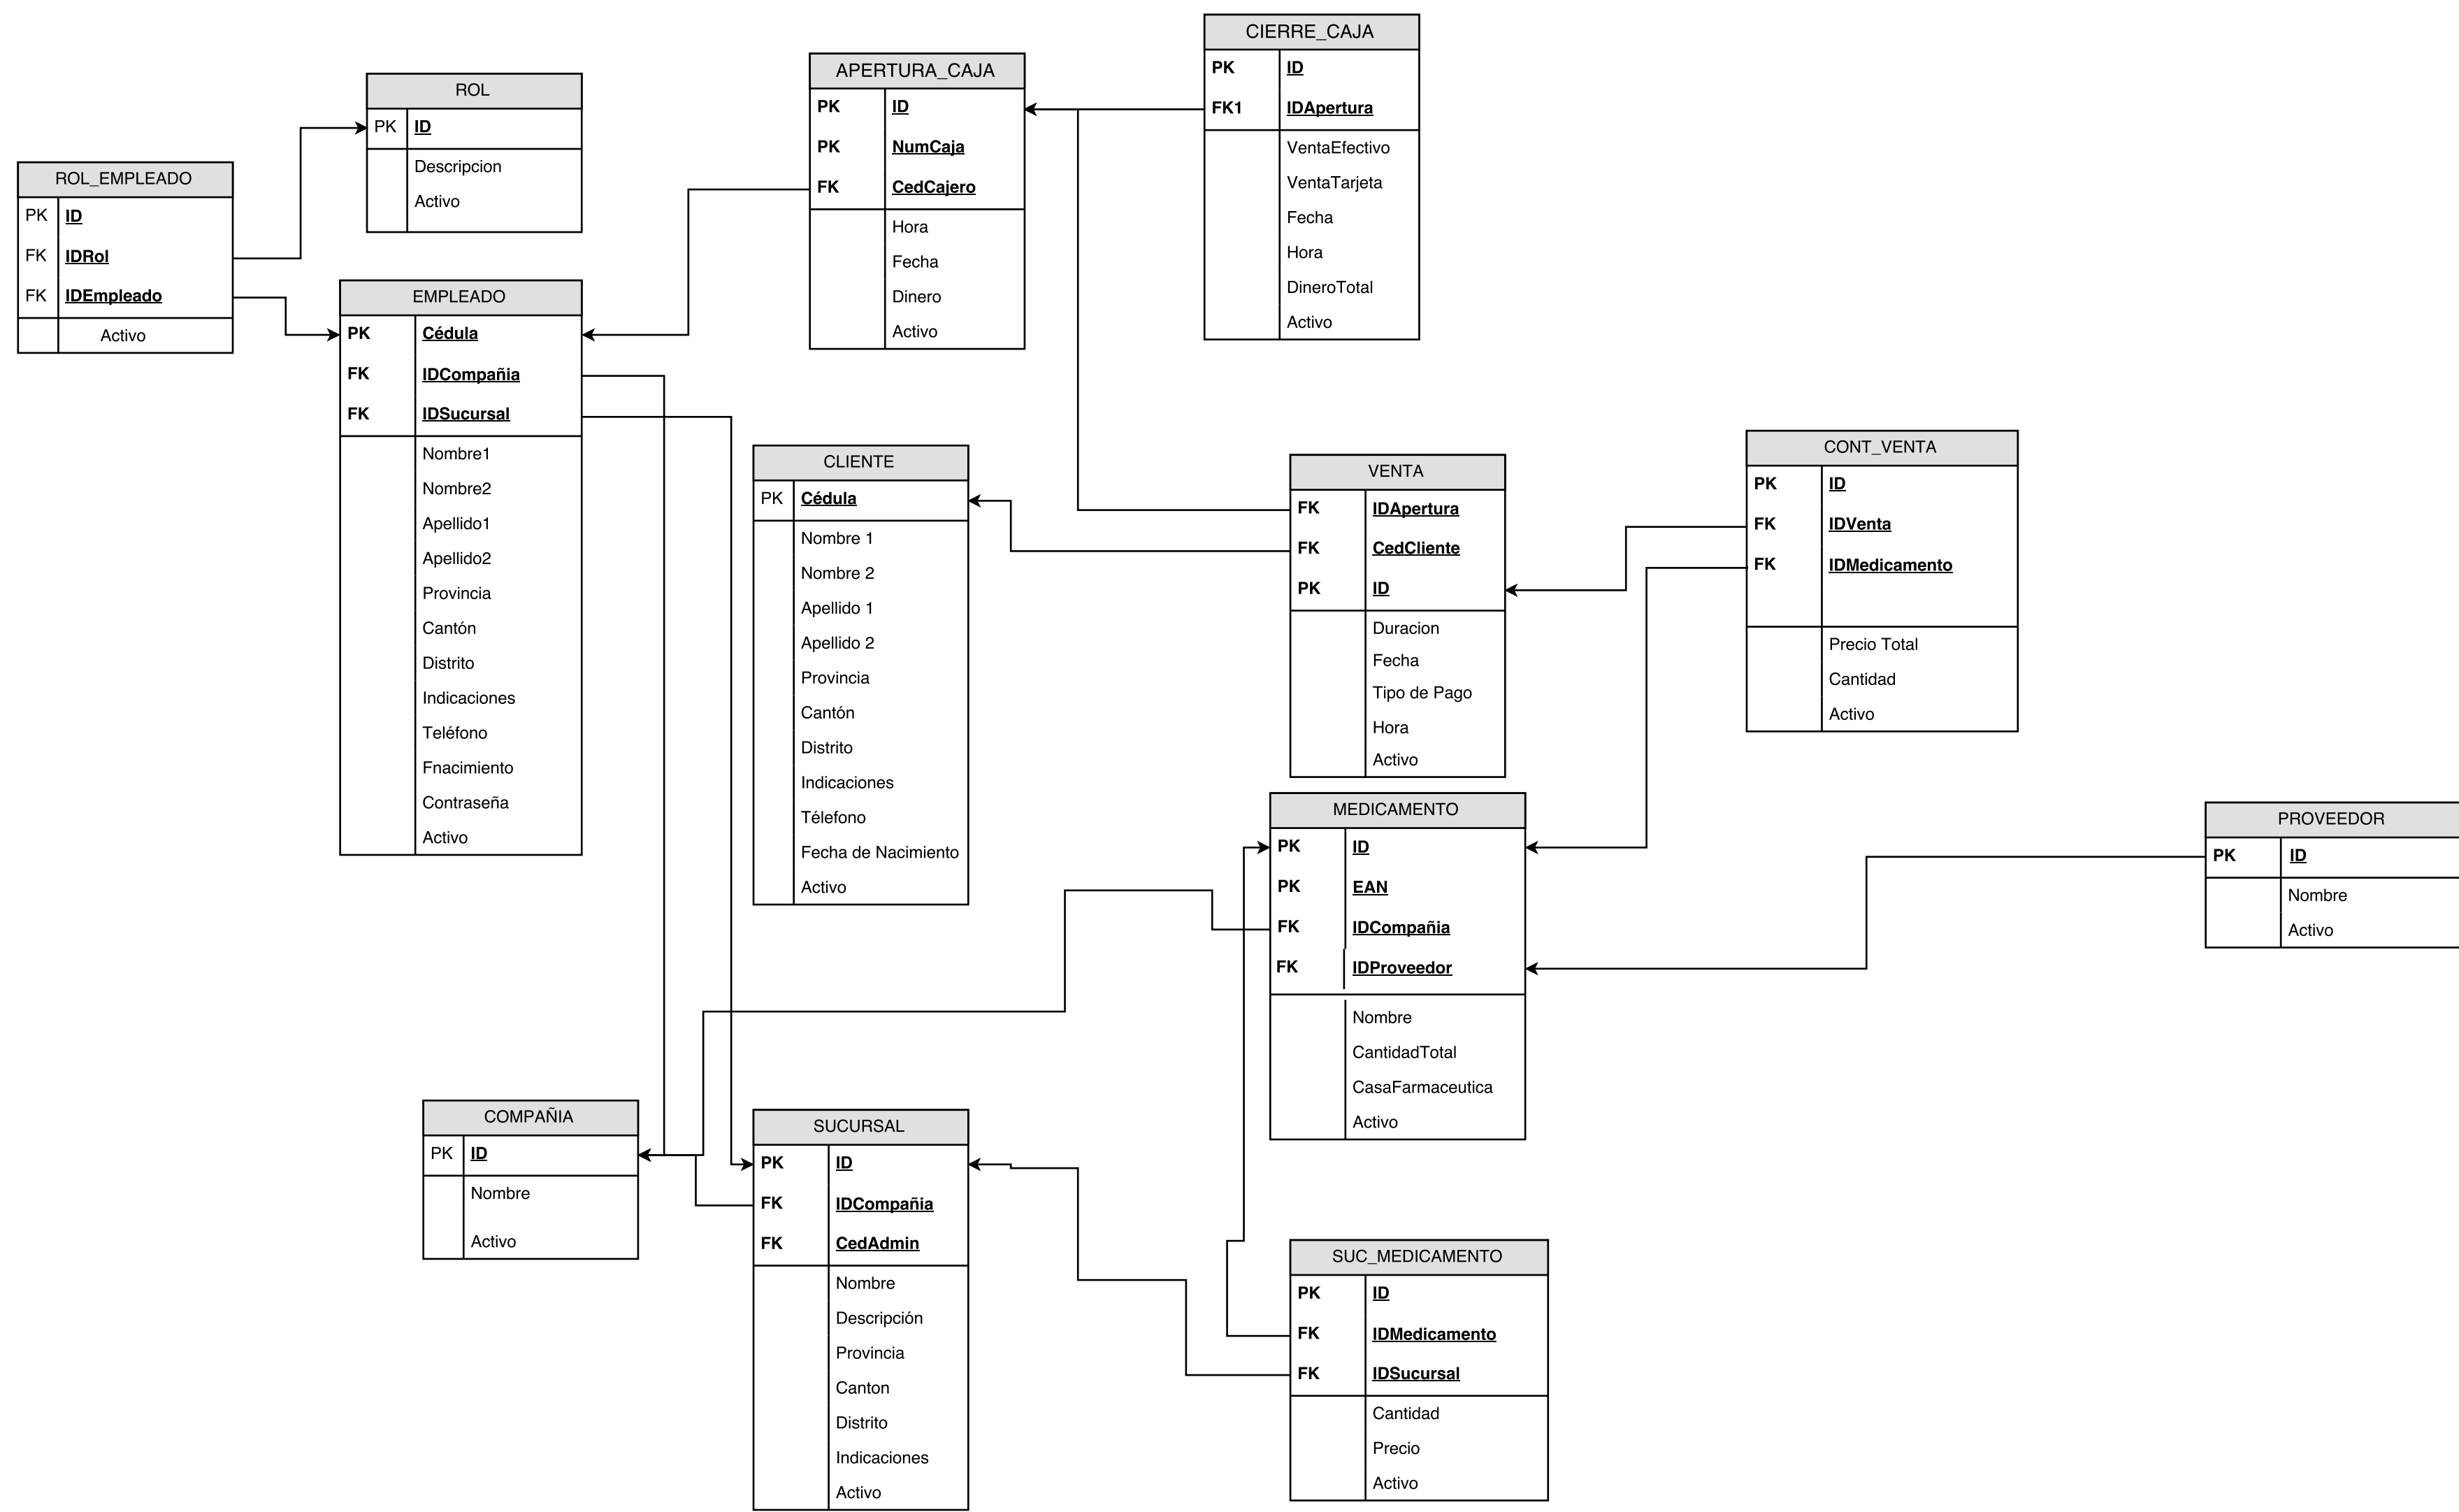 CIERRE_CAJA
PK ID
FK1 IDApertura
VentaEfectivo
VentaTarjeta
Fecha
Hora
DineroTotal
Activo
APERTURA_CAJA
PK ID
PK NumCaja
FK CedCajero
Hora
Fecha
Dinero
Activo
ROL
PK ID
Descripcion
Activo
ROL_EMPLEADO
PK ID
FK IDRol
FK IDEmpleado
Activo
EMPLEADO
PK Cédula
FK IDCompañia
FK IDSucursal
Nombre1
Nombre2
Apellido1
Apellido2
Provincia
Cantón
Distrito
Indicaciones
Teléfono
Fnacimiento
Contraseña
Activo
CLIENTE
PK Cédula
Nombre 1
Nombre 2
Apellido 1
Apellido 2
Provincia
Cantón
Distrito
Indicaciones
Télefono
Fecha de Nacimiento
Activo
VENTA
FK IDApertura
FK CedCliente
PK ID
Duracion
Fecha
Tipo de Pago
Hora
Activo
CONT_VENTA
PK ID
FK IDVenta
FK IDMedicamento
Precio Total
Cantidad
Activo
MEDICAMENTO
PK ID
PK EAN
FK IDCompañia
FK IDProveedor
Nombre
CantidadTotal
CasaFarmaceutica
Activo
PROVEEDOR
PK ID
Nombre
Activo
COMPAÑIA
PK ID
Nombre
Activo
SUCURSAL
PK ID
FK IDCompañia
FK CedAdmin
Nombre
Descripción
Provincia
Canton
Distrito
Indicaciones
Activo
SUC_MEDICAMENTO
PK ID
FK IDMedicamento
FK IDSucursal
Cantidad
Precio
Activo